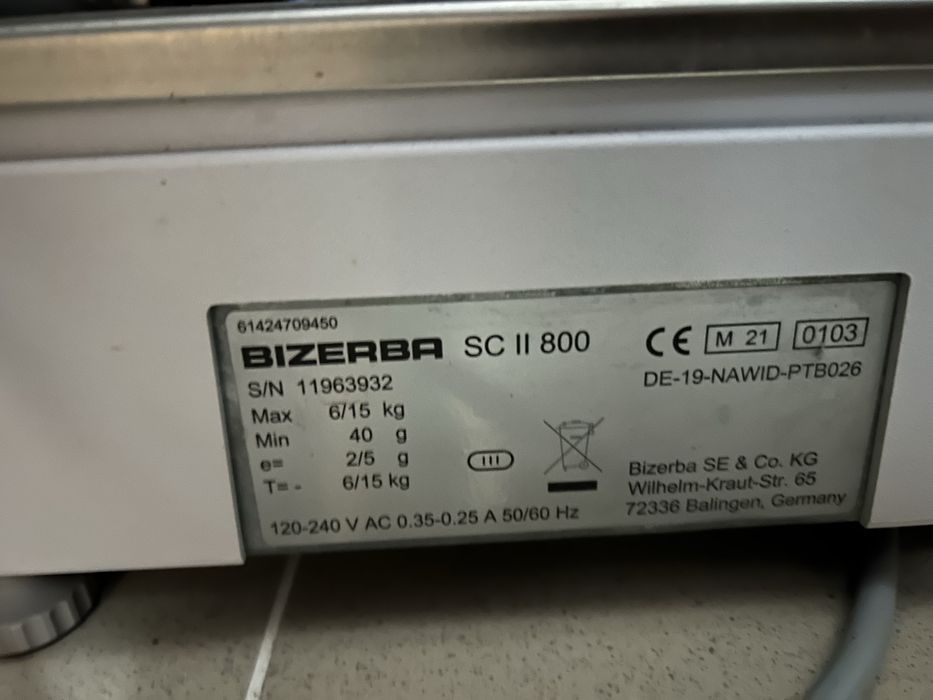 61424709450
BIZERBA SC II 800 CE M 21 0103
DE-19-NAWID-PTB026
S/N 11963932
Max 6/15 kg
Min 40 g
e= 2/5 g
T= - 6/15 kg
III
Bizerba SE & Co. KG
Wilhelm-Kraut-Str. 65
72336 Balingen, Germany
120-240 V AC 0.35-0.25 A 50/60 Hz